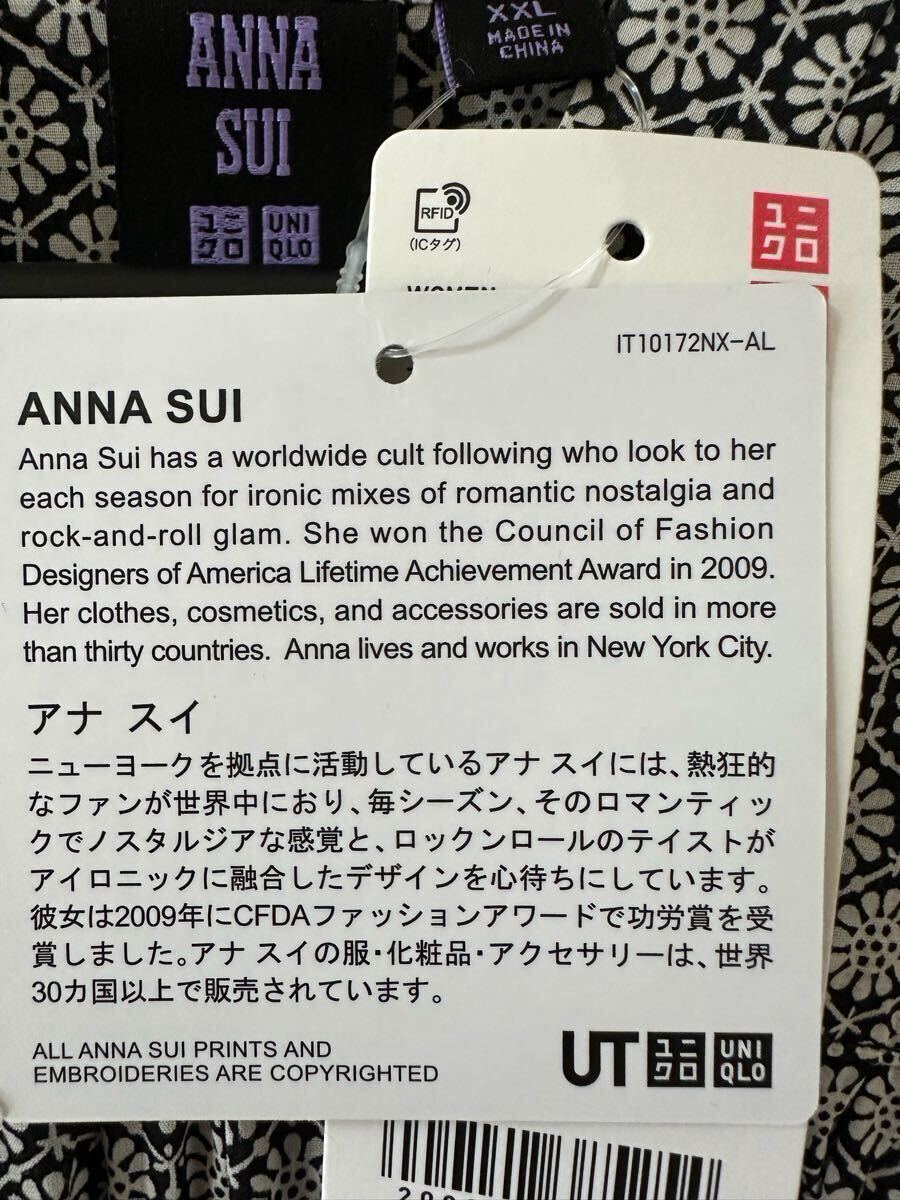 ANNA
SUI
ユニ
クロ
UNI
QLO
XXL
MADE IN
CHINA
RFID
(ICタグ)
ユニ
クロ
WOMEN
IT10172NX-AL
ANNA SUI
Anna Sui has a worldwide cult following who look to her
each season for ironic mixes of romantic nostalgia and
rock-and-roll glam. She won the Council of Fashion
Designers of America Lifetime Achievement Award in 2009.
Her clothes, cosmetics, and accessories are sold in more
than thirty countries. Anna lives and works in New York City.
アナ スイ
ニューヨークを拠点に活動しているアナ スイには、熱狂的
なファンが世界中におり、毎シーズン、そのロマンティッ
クでノスタルジアな感覚と、ロックンロールのテイストが
アイロニックに融合したデザインを心待ちにしています。
彼女は2009年にCFDAファッションアワードで功労賞を受
賞しました。アナ スイの服・化粧品・アクセサリーは、世界
30カ国以上で販売されています。
ALL ANNA SUI PRINTS AND
EMBROIDERIES ARE COPYRIGHTED
UT
ユニ
クロ
UNI
QLO